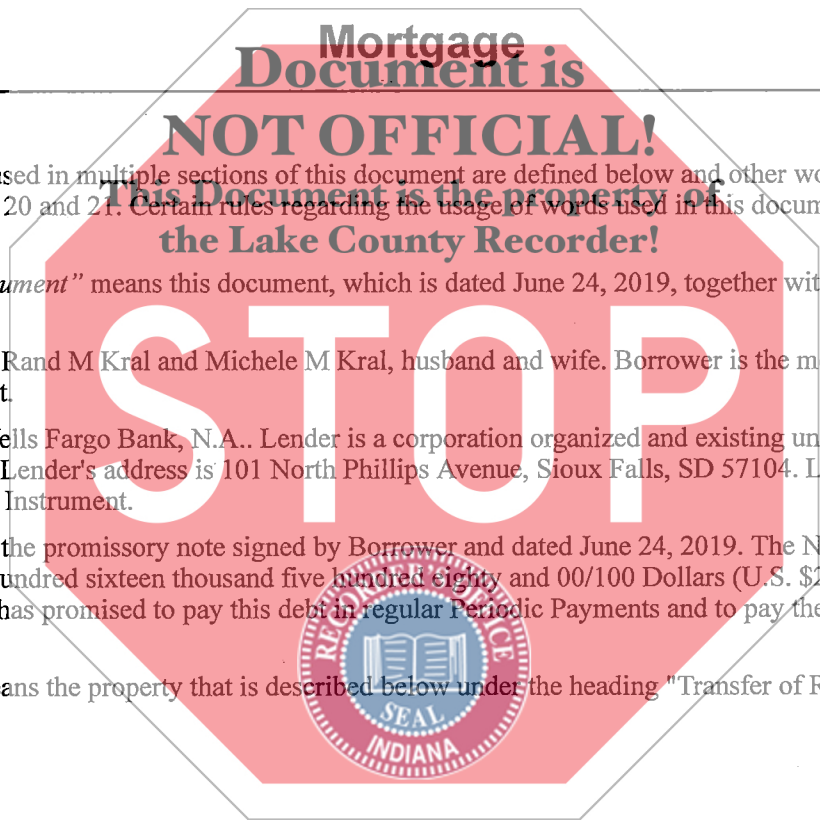 Mortgage
Document is
NOT OFFICIAL!
sed in multiple sections of this document are defined below and other wo
This Document is the property of
20 and 21. Certain rules regarding the usage of words used in this docum
the Lake County Recorder!
ument” means this document, which is dated June 24, 2019, together wit
STOP
Rand M Kral and Michele M Kral, husband and wife. Borrower is the m
t.
ells Fargo Bank, N.A.. Lender is a corporation organized and existing un
Lender's address is 101 North Phillips Avenue, Sioux Falls, SD 57104. L
Instrument.
the promissory note signed by Borrower and dated June 24, 2019. The N
undred sixteen thousand five hundred eighty and 00/100 Dollars (U.S. $2
has promised to pay this debt in regular Periodic Payments and to pay the
RECORDER OFFICE
SEAL
INDIANA
ans the property that is described below under the heading "Transfer of R